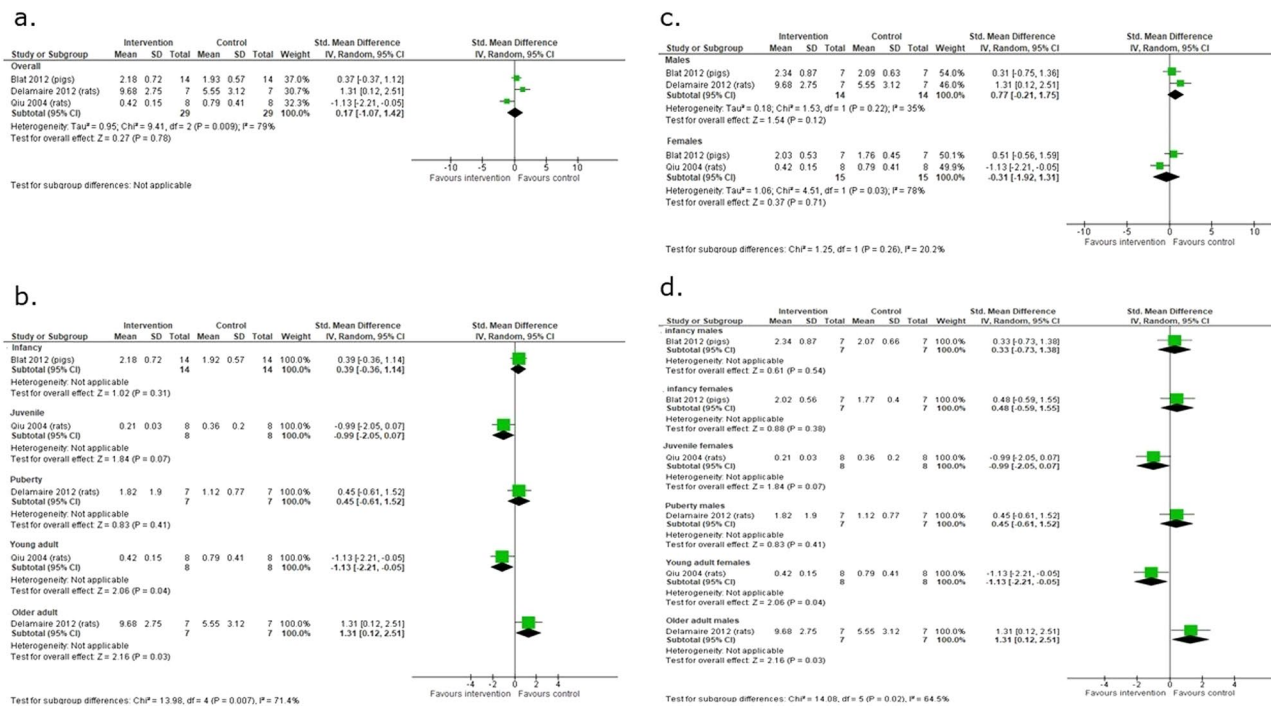 a.
Intervention Control Std. Mean Difference Std. Mean Difference
Study or Subgroup Mean SD Total Mean SD Total Weight IV, Random, 95% CI IV, Random, 95% CI
Overall
Blat 2012 (pigs) 2.18 0.72 14 1.93 0.57 14 37.0% 0.37 [-0.37, 1.12]
Delamaire 2012 (rats) 9.68 2.75 7 5.55 3.12 7 30.7% 1.31 [0.12, 2.51]
Qiu 2004 (rats) 0.42 0.15 8 0.79 0.41 8 32.3% -1.13 [-2.21, -0.05]
Subtotal (95% CI) 29 29 100.0% 0.17 [-1.07, 1.42]
Heterogeneity: Tau² = 0.95; Chi² = 9.41, df = 2 (P = 0.009); I² = 79%
Test for overall effect: Z = 0.27 (P = 0.78)
-10 -5 0 5 10
Favours intervention Favours control
Test for subgroup differences: Not applicable
b.
Intervention Control Std. Mean Difference Std. Mean Difference
Study or Subgroup Mean SD Total Mean SD Total Weight IV, Random, 95% CI IV, Random, 95% CI
Infancy
Blat 2012 (pigs) 2.18 0.72 14 1.92 0.57 14 100.0% 0.39 [-0.36, 1.14]
Subtotal (95% CI) 14 14 100.0% 0.39 [-0.36, 1.14]
Heterogeneity: Not applicable
Test for overall effect: Z = 1.02 (P = 0.31)
Juvenile
Qiu 2004 (rats) 0.21 0.03 8 0.36 0.2 8 100.0% -0.99 [-2.05, 0.07]
Subtotal (95% CI) 8 8 100.0% -0.99 [-2.05, 0.07]
Heterogeneity: Not applicable
Test for overall effect: Z = 1.84 (P = 0.07)
Puberty
Delamaire 2012 (rats) 1.82 1.9 7 1.12 0.77 7 100.0% 0.45 [-0.61, 1.52]
Subtotal (95% CI) 7 7 100.0% 0.45 [-0.61, 1.52]
Heterogeneity: Not applicable
Test for overall effect: Z = 0.83 (P = 0.41)
Young adult
Qiu 2004 (rats) 0.42 0.15 8 0.79 0.41 8 100.0% -1.13 [-2.21, -0.05]
Subtotal (95% CI) 8 8 100.0% -1.13 [-2.21, -0.05]
Heterogeneity: Not applicable
Test for overall effect: Z = 2.06 (P = 0.04)
Older adult
Delamaire 2012 (rats) 9.68 2.75 7 5.55 3.12 7 100.0% 1.31 [0.12, 2.51]
Subtotal (95% CI) 7 7 100.0% 1.31 [0.12, 2.51]
Heterogeneity: Not applicable
Test for overall effect: Z = 2.16 (P = 0.03)
-4 -2 0 2 4
Favours intervention Favours control
Test for subgroup differences: Chi² = 13.98, df = 4 (P = 0.007), I² = 71.4%
c.
Intervention Control Std. Mean Difference Std. Mean Difference
Study or Subgroup Mean SD Total Mean SD Total Weight IV, Random, 95% CI IV, Random, 95% CI
Males
Blat 2012 (pigs) 2.34 0.87 7 2.09 0.63 7 54.0% 0.31 [-0.75, 1.36]
Delamaire 2012 (rats) 9.68 2.75 7 5.55 3.12 7 46.0% 1.31 [0.12, 2.51]
Subtotal (95% CI) 14 14 100.0% 0.77 [-0.21, 1.75]
Heterogeneity: Tau² = 0.18; Chi² = 1.53, df = 1 (P = 0.22); I² = 35%
Test for overall effect: Z = 1.54 (P = 0.12)
Females
Blat 2012 (pigs) 2.03 0.53 7 1.76 0.45 7 50.1% 0.51 [-0.56, 1.59]
Qiu 2004 (rats) 0.42 0.15 8 0.79 0.41 8 49.9% -1.13 [-2.21, -0.05]
Subtotal (95% CI) 15 15 100.0% -0.31 [-1.92, 1.31]
Heterogeneity: Tau² = 1.06; Chi² = 4.51, df = 1 (P = 0.03); I² = 78%
Test for overall effect: Z = 0.37 (P = 0.71)
-10 -5 0 5 10
Favours intervention Favours control
Test for subgroup differences: Chi² = 1.25, df = 1 (P = 0.26), I² = 20.2%
d.
Intervention Control Std. Mean Difference Std. Mean Difference
Study or Subgroup Mean SD Total Mean SD Total Weight IV, Random, 95% CI IV, Random, 95% CI
infancy males
Blat 2012 (pigs) 2.34 0.87 7 2.07 0.66 7 100.0% 0.33 [-0.73, 1.38]
Subtotal (95% CI) 7 7 100.0% 0.33 [-0.73, 1.38]
Heterogeneity: Not applicable
Test for overall effect: Z = 0.61 (P = 0.54)
infancy females
Blat 2012 (pigs) 2.02 0.56 7 1.77 0.4 7 100.0% 0.48 [-0.59, 1.55]
Subtotal (95% CI) 7 7 100.0% 0.48 [-0.59, 1.55]
Heterogeneity: Not applicable
Test for overall effect: Z = 0.88 (P = 0.38)
Juvenile females
Qiu 2004 (rats) 0.21 0.03 8 0.36 0.2 8 100.0% -0.99 [-2.05, 0.07]
Subtotal (95% CI) 8 8 100.0% -0.99 [-2.05, 0.07]
Heterogeneity: Not applicable
Test for overall effect: Z = 1.84 (P = 0.07)
Puberty males
Delamaire 2012 (rats) 1.82 1.9 7 1.12 0.77 7 100.0% 0.45 [-0.61, 1.52]
Subtotal (95% CI) 7 7 100.0% 0.45 [-0.61, 1.52]
Heterogeneity: Not applicable
Test for overall effect: Z = 0.83 (P = 0.41)
Young adult females
Qiu 2004 (rats) 0.42 0.15 8 0.79 0.41 8 100.0% -1.13 [-2.21, -0.05]
Subtotal (95% CI) 8 8 100.0% -1.13 [-2.21, -0.05]
Heterogeneity: Not applicable
Test for overall effect: Z = 2.06 (P = 0.04)
Older adult males
Delamaire 2012 (rats) 9.68 2.75 7 5.55 3.12 7 100.0% 1.31 [0.12, 2.51]
Subtotal (95% CI) 7 7 100.0% 1.31 [0.12, 2.51]
Heterogeneity: Not applicable
Test for overall effect: Z = 2.16 (P = 0.03)
-4 -2 0 2 4
Favours intervention Favours control
Test for subgroup differences: Chi² = 14.08, df = 5 (P = 0.02), I² = 64.5%